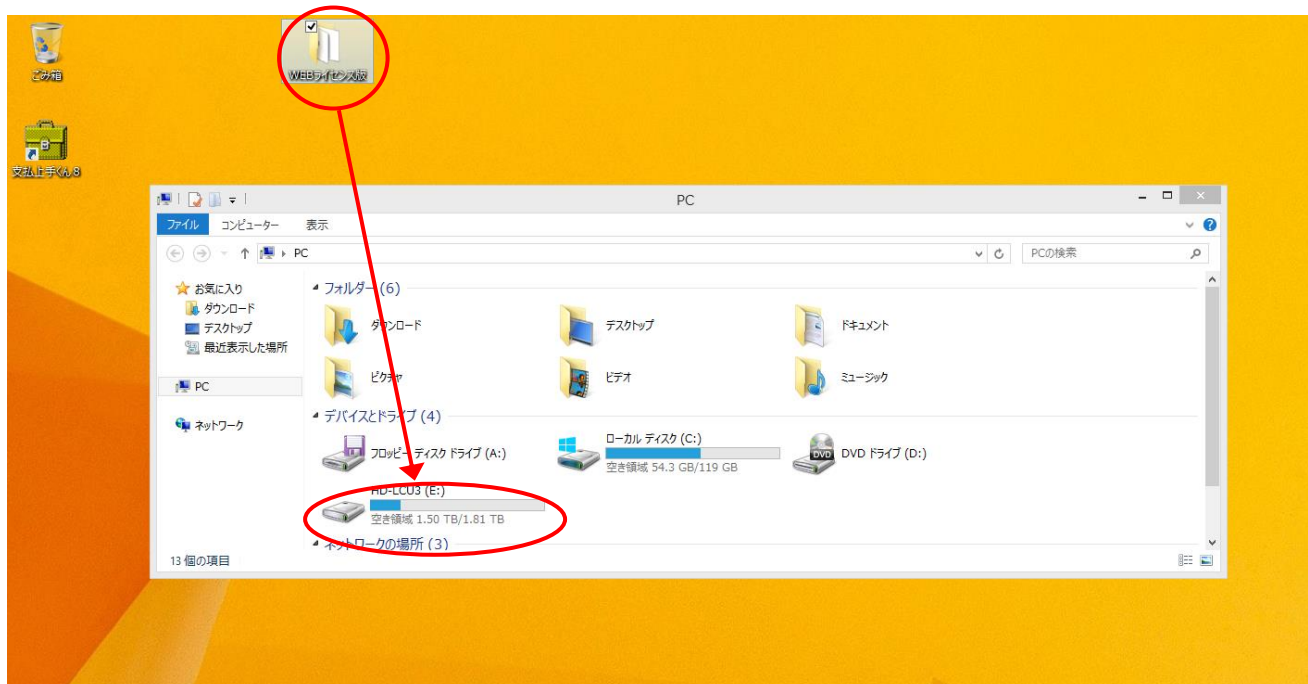 ごみ箱
WEBライセンス版
支払上手くん8
PC
ファイル コンピューター 表示
PC
PCの検索
お気に入り
ダウンロード
デスクトップ
最近表示した場所
PC
ネットワーク
フォルダー (6)
ダウンロード
デスクトップ
ドキュメント
ピクチャ
ビデオ
ミュージック
デバイスとドライブ (4)
フロッピー ディスク ドライブ (A:)
ローカル ディスク (C:)
空き領域 54.3 GB/119 GB
DVD ドライブ (D:)
HD-LCU3 (E:)
空き領域 1.50 TB/1.81 TB
ネットワークの場所 (3)
13 個の項目